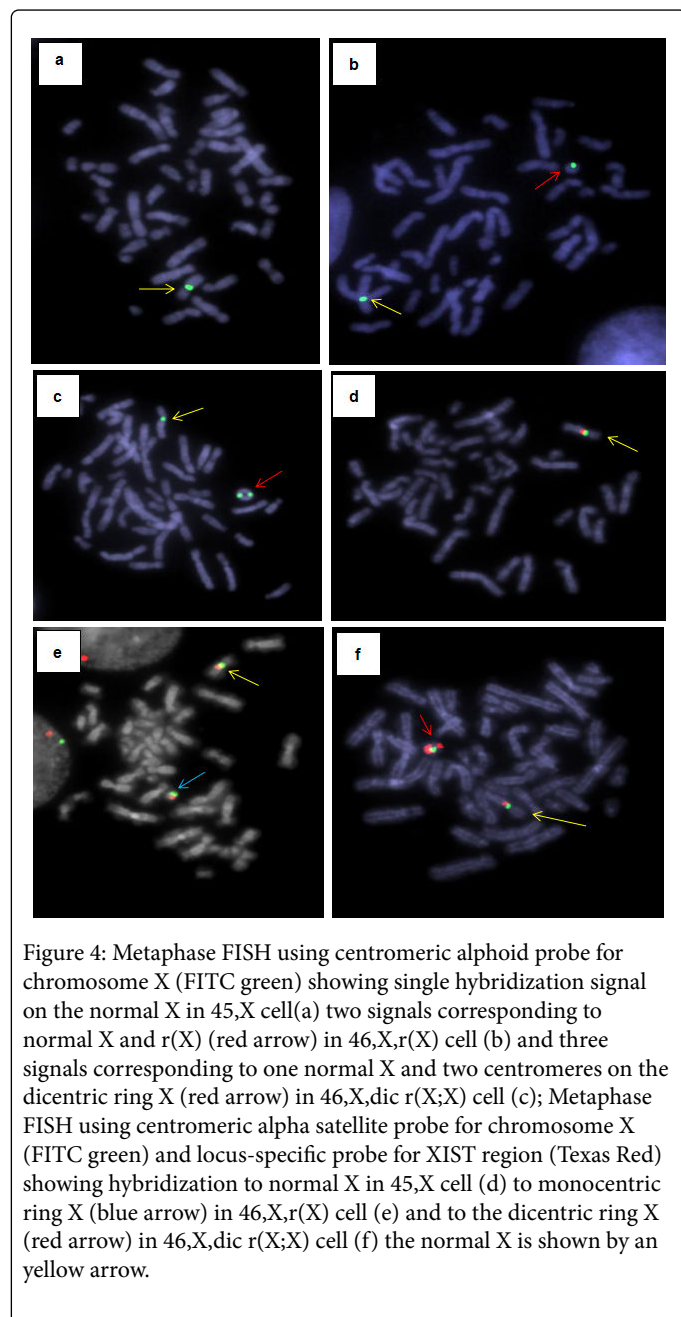 a
b
c
d
e
f
Figure 4: Metaphase FISH using centromeric alphoid probe for
chromosome X (FITC green) showing single hybridization signal
on the normal X in 45,X cell(a) two signals corresponding to
normal X and r(X) (red arrow) in 46,X,r(X) cell (b) and three
signals corresponding to one normal X and two centromeres on the
dicentric ring X (red arrow) in 46,X,dic r(X;X) cell (c); Metaphase
FISH using centromeric alpha satellite probe for chromosome X
(FITC green) and locus-specific probe for XIST region (Texas Red)
showing hybridization to normal X in 45,X cell (d) to monocentric
ring X (blue arrow) in 46,X,r(X) cell (e) and to the dicentric ring X
(red arrow) in 46,X,dic r(X;X) cell (f) the normal X is shown by an
yellow arrow.